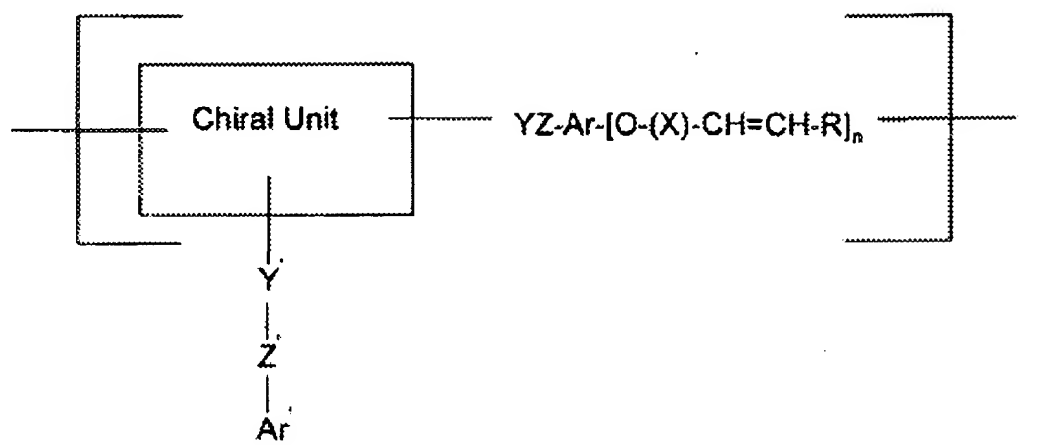 Chiral Unit
YZ-Ar-[O-(X)-CH=CH-R]n
Y'
Z'
Ar'